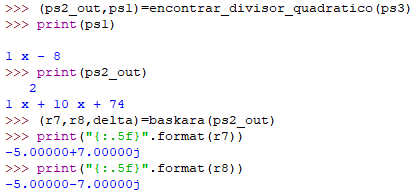 >>> (ps2_out,ps1)=encontrar_divisor_quadratico(ps3)
>>> print(ps1)
1 x - 8
>>> print(ps2_out)
   2
1 x + 10 x + 74
>>> (r7,r8,delta)=baskara(ps2_out)
>>> print("{:.5f}".format(r7))
-5.00000+7.00000j
>>> print("{:.5f}".format(r8))
-5.00000-7.00000j